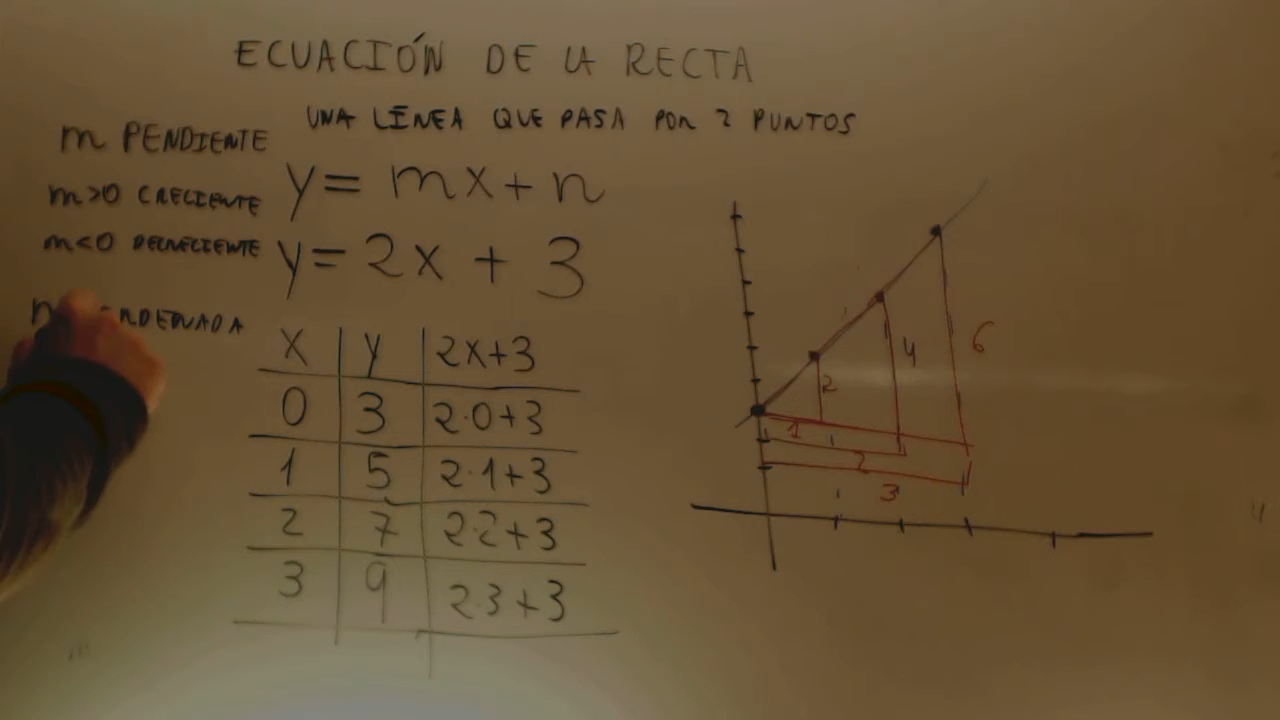 ECUACIÓN DE LA RECTA
UNA LÍNEA QUE PASA POR 2 PUNTOS
m PENDIENTE
m>0 CRECIENTE
m<0 DECRECIENTE
n
y = mx + n
y = 2x + 3
x y 2x+3
0 3 2·0+3
1 5 2·1+3
2 7 2·2+3
3 9 2·3+3
2 4 6
1
2
3